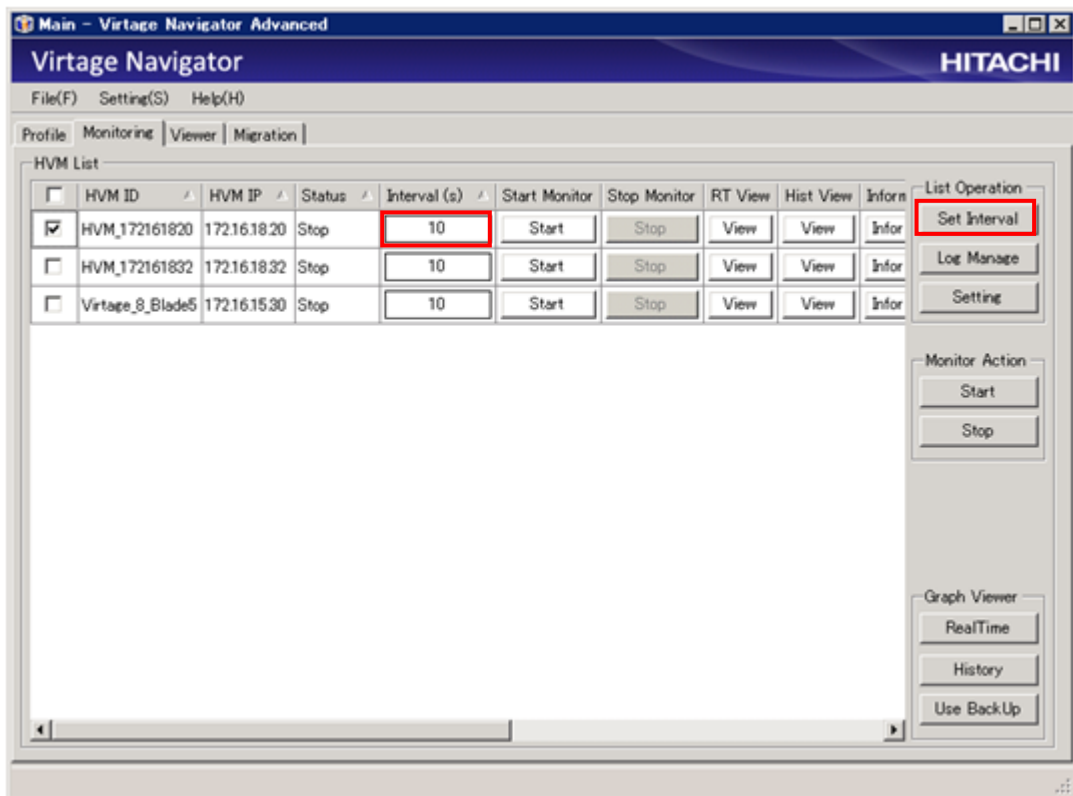 Main - Virtage Navigator Advanced
Virtage Navigator HITACHI
File(F) Setting(S) Help(H)
Profile Monitoring Viewer Migration
HVM List
HVM ID HVM IP Status Interval (s) Start Monitor Stop Monitor RT View Hist View Inform
HVM_172161820 172.16.18.20 Stop 10 Start Stop View View Infor
HVM_172161832 172.16.18.32 Stop 10 Start Stop View View Infor
Virtage_8_Blade5 172.16.15.30 Stop 10 Start Stop View View Infor
List Operation
Set Interval
Log Manage
Setting
Monitor Action
Start
Stop
Graph Viewer
RealTime
History
Use BackUp